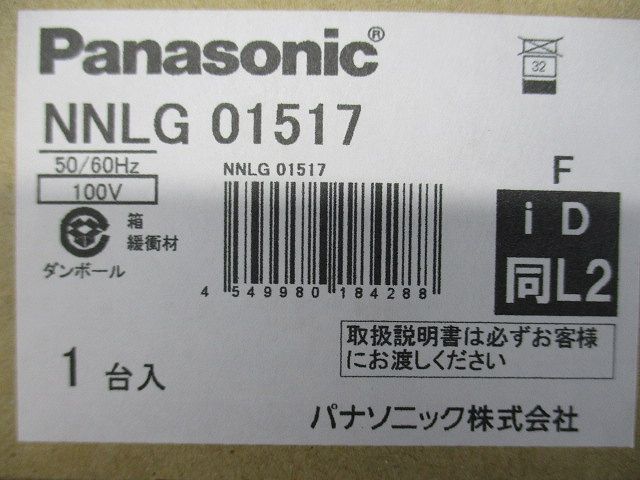 Panasonic®
32
NNLG 01517
50/60Hz
100V
NNLG 01517
F
箱
緩衝材
ダンボール
iD
同L2
4 549980 184288
取扱説明書は必ずお客様
にお渡しください
1台入
パナソニック株式会社